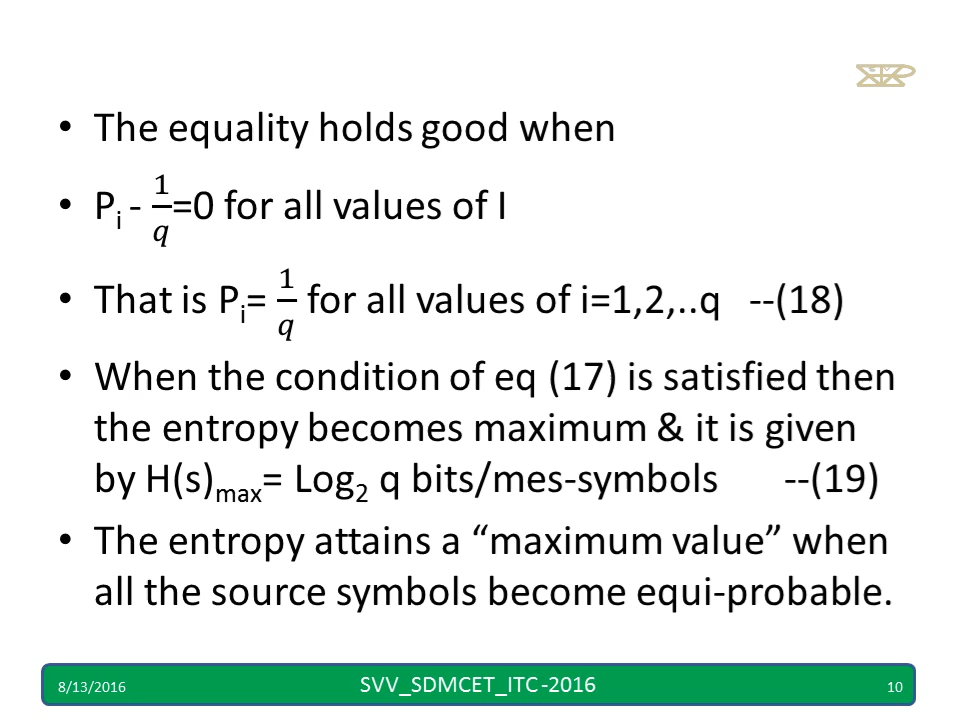 • The equality holds good when
• Pᵢ - 1/q=0 for all values of I
• That is Pᵢ= 1/q for all values of i=1,2,..q --(18)
• When the condition of eq (17) is satisfied then
the entropy becomes maximum & it is given
by H(s)ₘₐₓ= Log₂ q bits/mes-symbols --(19)
• The entropy attains a “maximum value” when
all the source symbols become equi-probable.
8/13/2016 SVV_SDMCET_ITC -2016 10